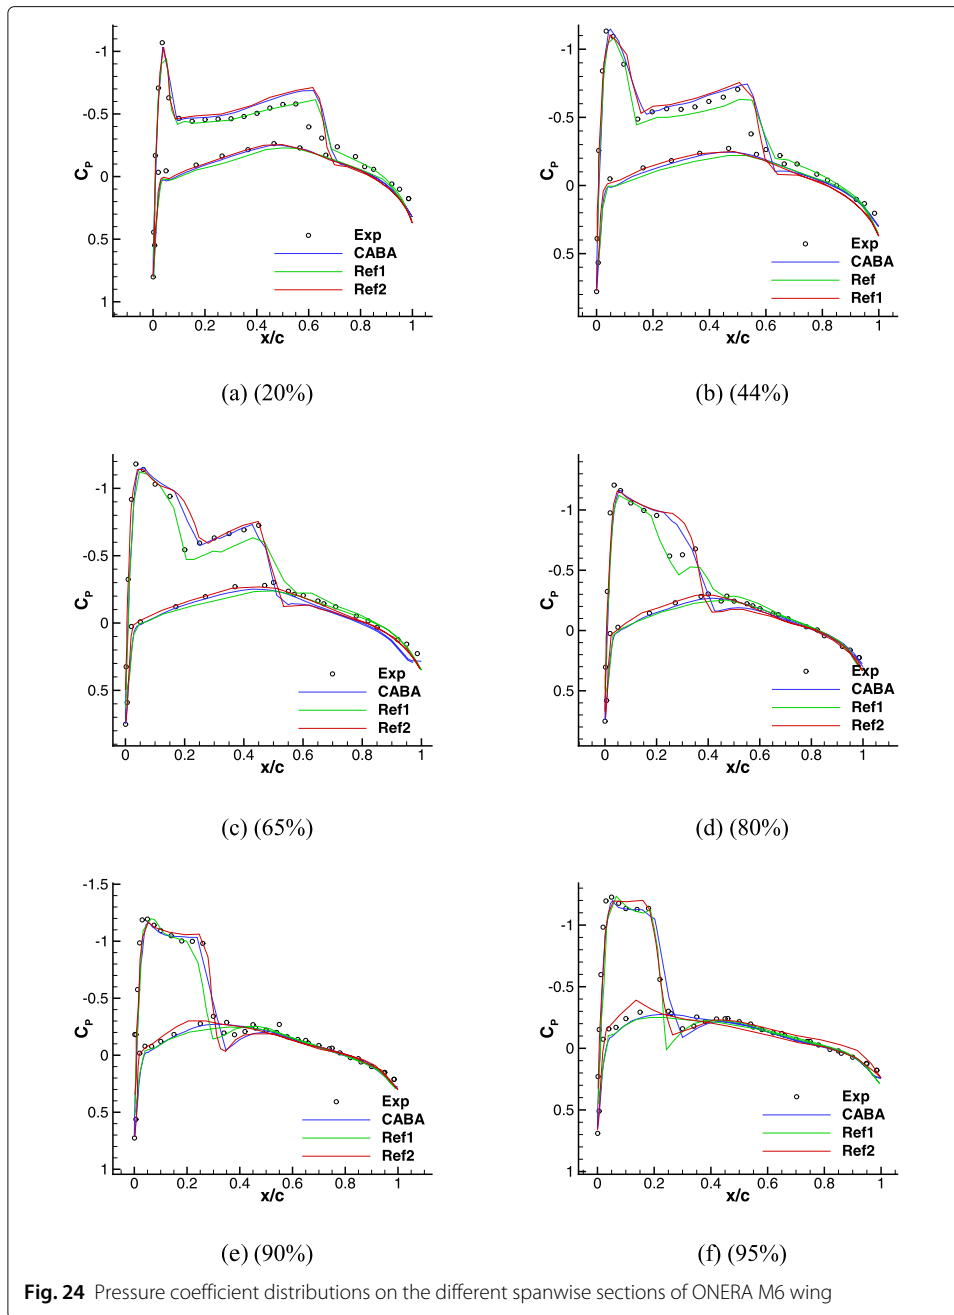 -1
-0.5
0
0.5
1
C_P
0 0.2 0.4 0.6 0.8 1
x/c
Exp
CABA
Ref1
Ref2
(a) (20%)
-1
-0.5
0
0.5
C_P
0 0.2 0.4 0.6 0.8 1
x/c
Exp
CABA
Ref
Ref1
(b) (44%)
-1
-0.5
0
0.5
C_P
0 0.2 0.4 0.6 0.8 1
x/c
Exp
CABA
Ref1
Ref2
(c) (65%)
-1
-0.5
0
0.5
C_P
0 0.2 0.4 0.6 0.8 1
x/c
Exp
CABA
Ref1
Ref2
(d) (80%)
-1.5
-1
-0.5
0
0.5
1
C_P
0 0.2 0.4 0.6 0.8 1
x/c
Exp
CABA
Ref1
Ref2
(e) (90%)
-1
-0.5
0
0.5
1
C_P
0 0.2 0.4 0.6 0.8 1
x/c
Exp
CABA
Ref1
Ref2
(f) (95%)
Fig. 24 Pressure coefficient distributions on the different spanwise sections of ONERA M6 wing